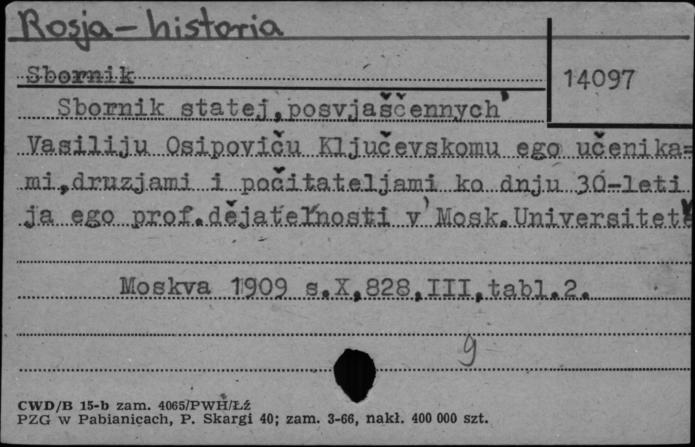 Rosja - historia
Sbornik
14097
Sbornik statej,posvjaščennych'
Vasiliju Osipoviču Ključevskomu ego učenika=
mi,druzjami i počitateljami ko dnju 30-leti
ja ego prof.dějatelnosti v' Mosk.Universitetě
Moskva 1909 s.X,828,III,tabl.2.
9
CWD/B 15-b zam. 4065/PWH/Łź
PZG w Pabianicach, P. Skargi 40; zam. 3-66, nakł. 400 000 szt.